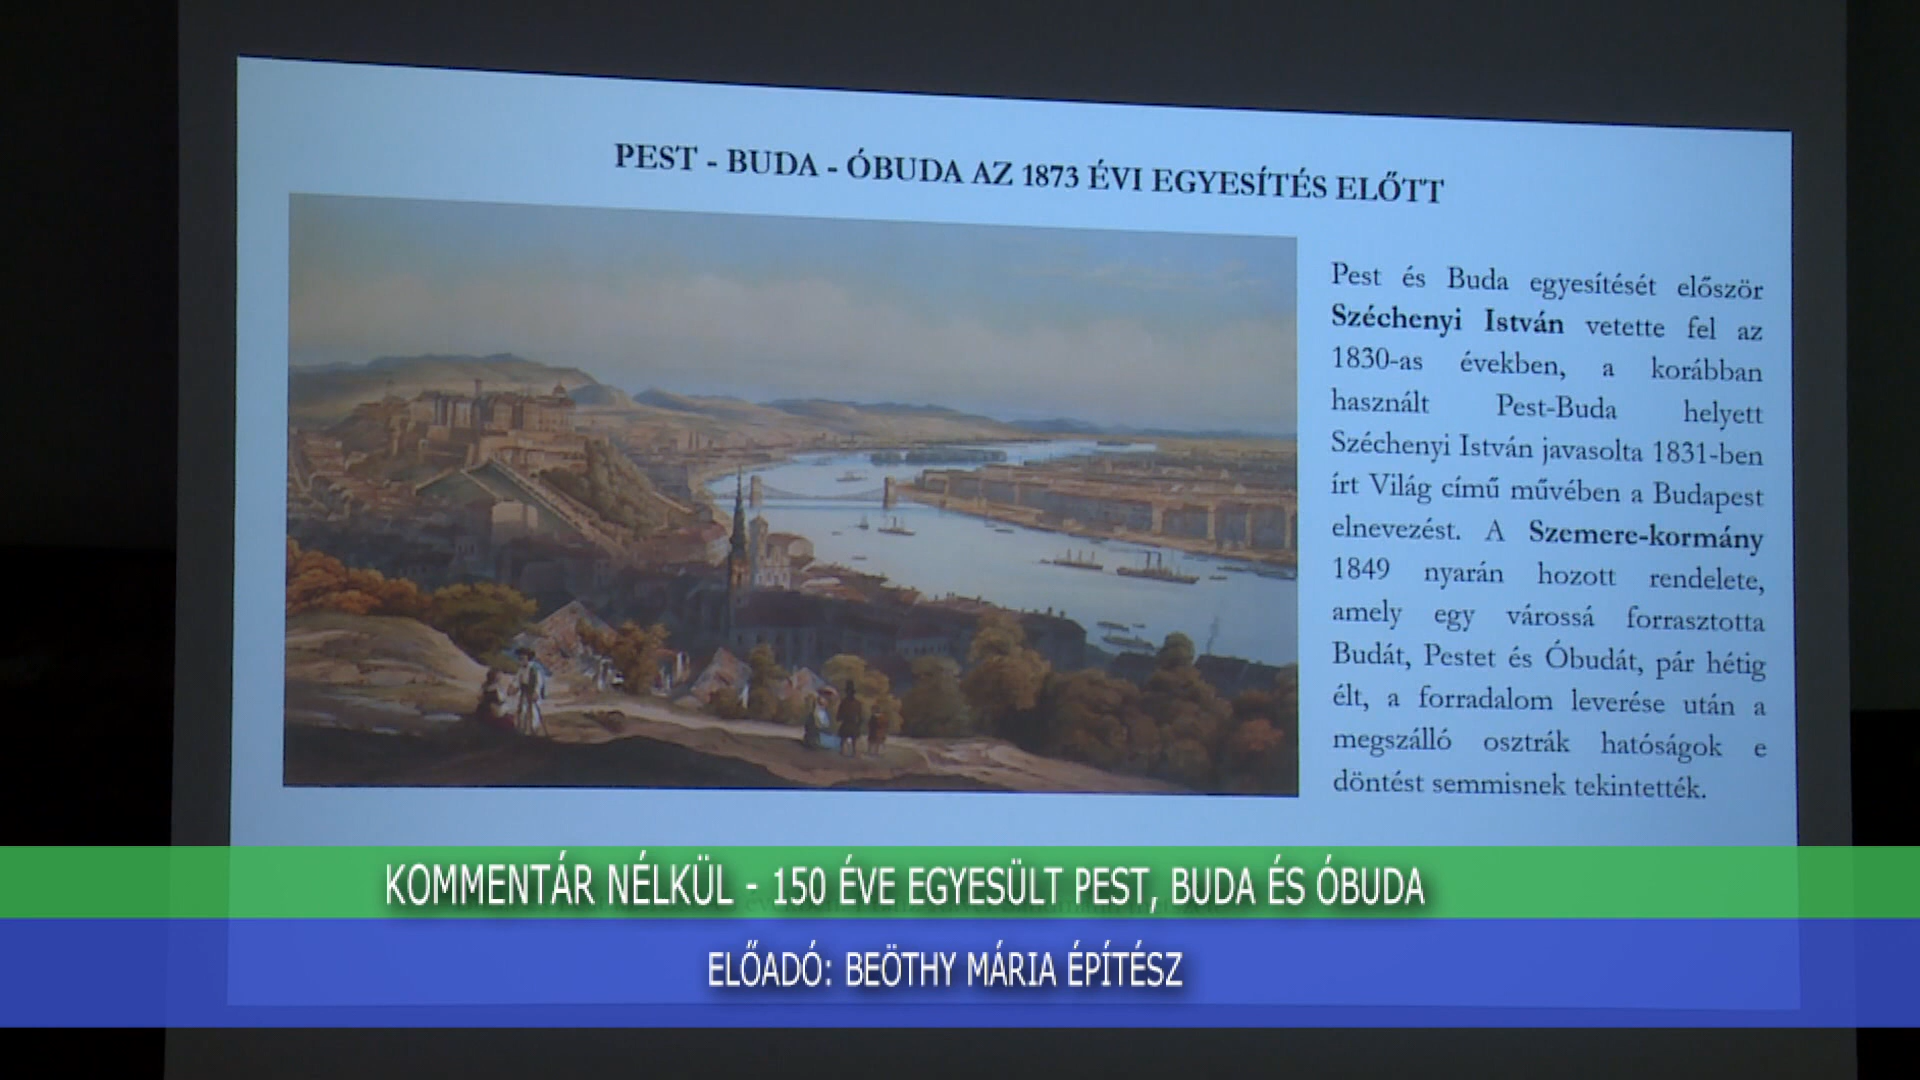 PEST - BUDA - ÓBUDA AZ 1873 ÉVI EGYESÍTÉS ELŐTT
Pest és Buda egyesítését először
Széchenyi István vetette fel az
1830-as években, a korábban
használt Pest-Buda helyett
Széchenyi István javasolta 1831-ben
írt Világ című művében a Budapest
elnevezést. A Szemere-kormány
1849 nyarán hozott rendelete,
amely egy várossá forrasztotta
Budát, Pestet és Óbudát, pár hétig
élt, a forradalom leverése után a
megszálló osztrák hatóságok e
döntést semmisnek tekintették.
KOMMENTÁR NÉLKÜL - 150 ÉVE EGYESÜLT PEST, BUDA ÉS ÓBUDA
ELŐADÓ: BEÖTHY MÁRIA ÉPÍTÉSZ